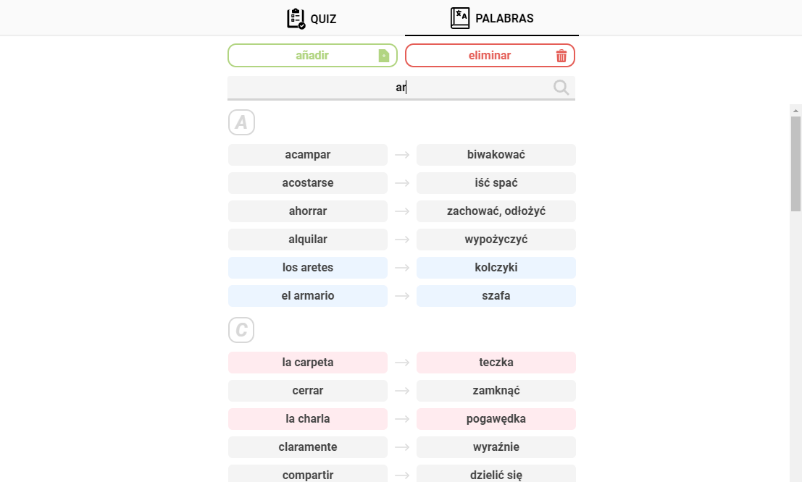 QUIZ PALABRAS
añadir eliminar
ar
A
acampar biwakować
acostarse iść spać
ahorrar zachować, odłożyć
alquilar wypożyczyć
los aretes kolczyki
el armario szafa
C
la carpeta teczka
cerrar zamknąć
la charla pogawędka
claramente wyraźnie
compartir dzielić się